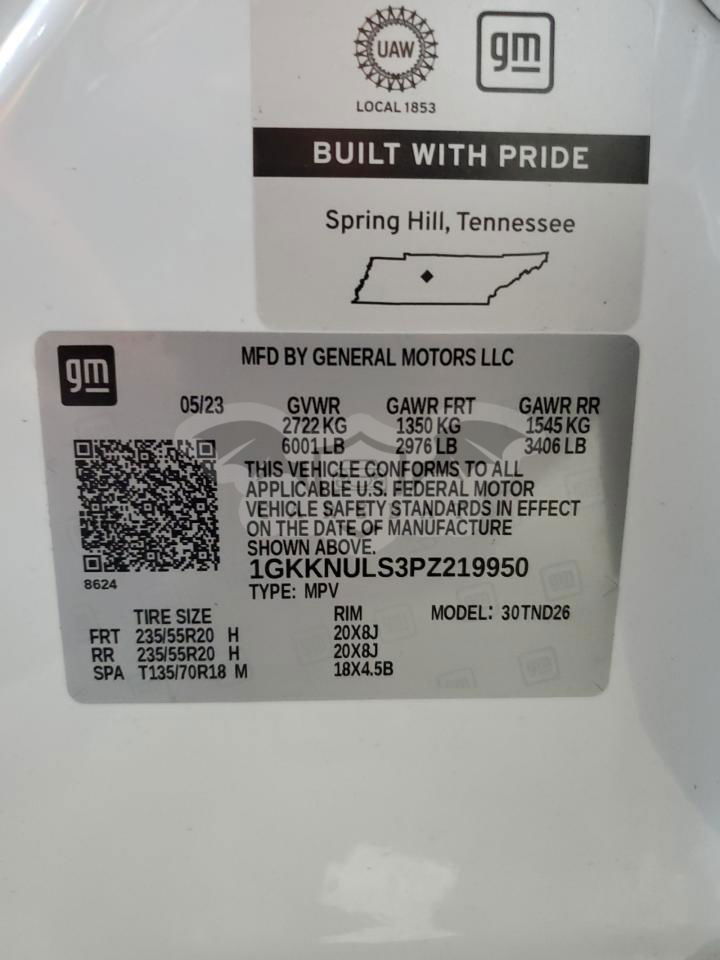 UAW
gm
LOCAL 1853
BUILT WITH PRIDE
Spring Hill, Tennessee
gm
MFD BY GENERAL MOTORS LLC
05/23 GVWR GAWR FRT GAWR RR
2722 KG 1350 KG 1545 KG
6001 LB 2976 LB 3406 LB
THIS VEHICLE CONFORMS TO ALL
APPLICABLE U.S. FEDERAL MOTOR
VEHICLE SAFETY STANDARDS IN EFFECT
ON THE DATE OF MANUFACTURE
SHOWN ABOVE.
8624
1GKKNULS3PZ219950
TYPE: MPV
TIRE SIZE RIM MODEL: 30TND26
FRT 235/55R20 H 20X8J
RR 235/55R20 H 20X8J
SPA T135/70R18 M 18X4.5B